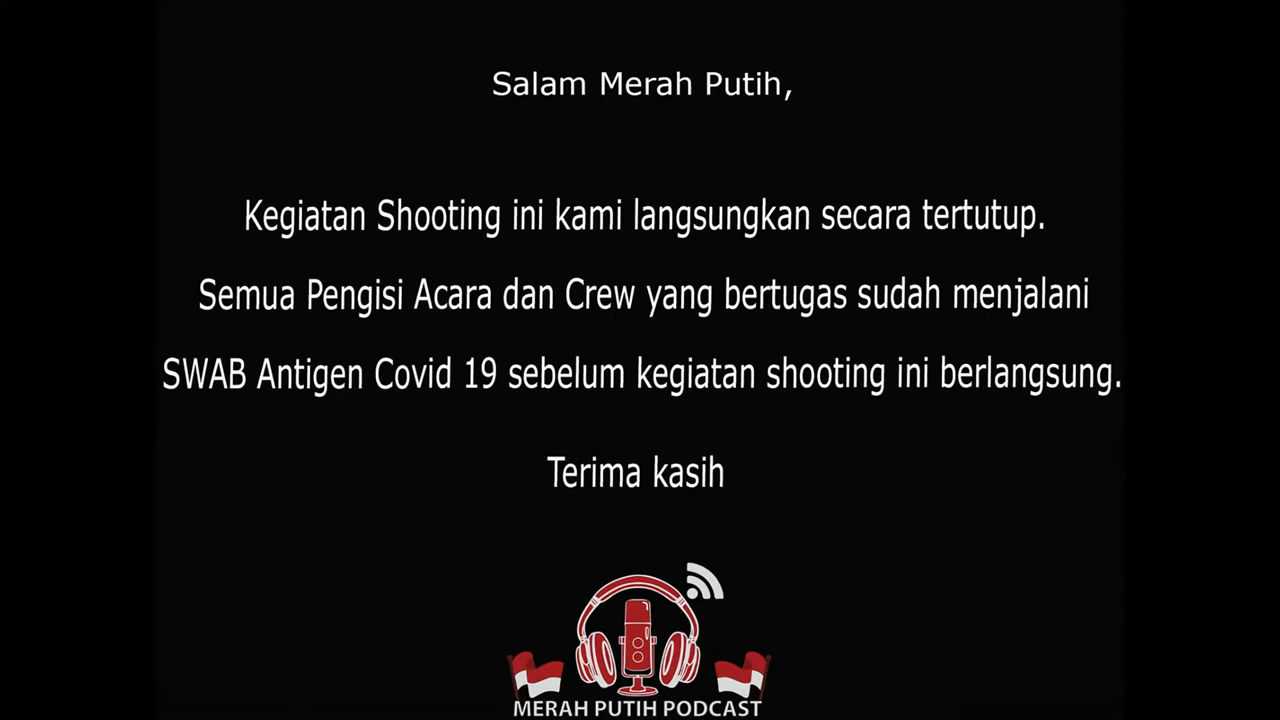 Salam Merah Putih,
Kegiatan Shooting ini kami langsungkan secara tertutup.
Semua Pengisi Acara dan Crew yang bertugas sudah menjalani
SWAB Antigen Covid 19 sebelum kegiatan shooting ini berlangsung.
Terima kasih
MERAH PUTIH PODCAST